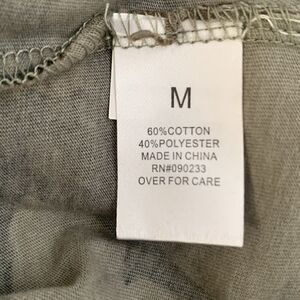 M
60%COTTON
40%POLYESTER
MADE IN CHINA
RN#090233
OVER FOR CARE